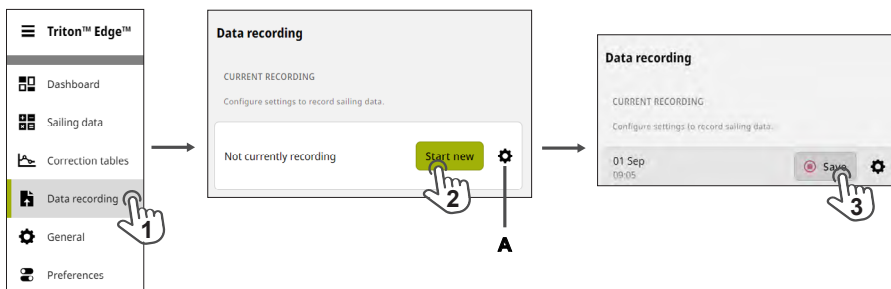 Triton™ Edge™
Dashboard
Sailing data
Correction tables
Data recording
General
Preferences
1
Data recording
CURRENT RECORDING
Configure settings to record sailing data.
Not currently recording
Start new
2
A
Data recording
CURRENT RECORDING
Configure settings to record sailing data.
01 Sep
09:05
Save
3